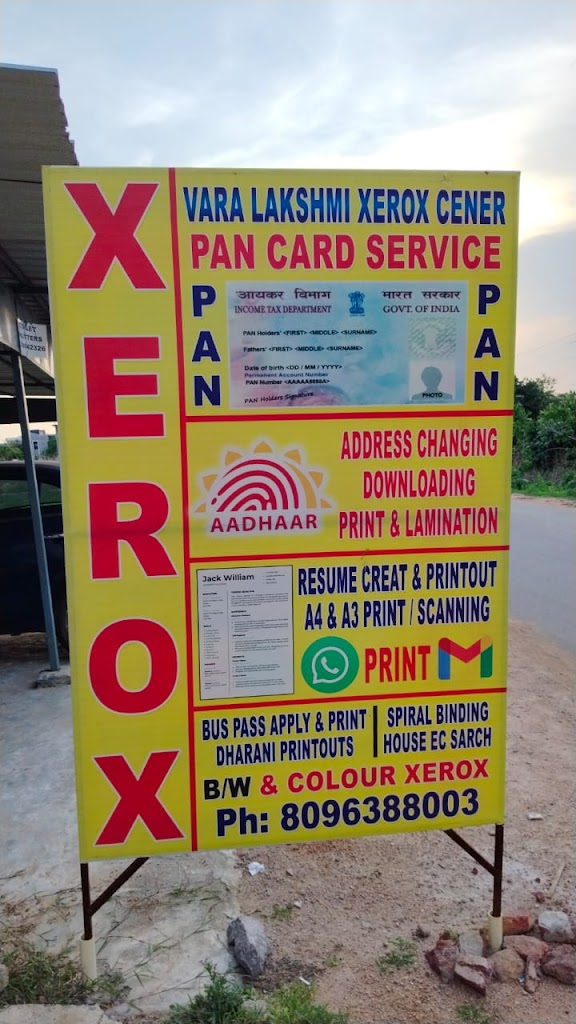 XEROX
VARA LAKSHMI XEROX CENER
PAN CARD SERVICE
PAN
आयकर विभाग
INCOME TAX DEPARTMENT
भारत सरकार
GOVT. OF INDIA
PAN Holders' <FIRST> <MIDDLE> <SURNAME>
Fathers' <FIRST> <MIDDLE> <SURNAME>
Date of birth <DD / MM / YYYY>
Permanent Account Number
PAN Number <AAAAA8888A>
PAN Holders Signature
PHOTO
PAN
AADHAAR
ADDRESS CHANGING
DOWNLOADING
PRINT & LAMINATION
Jack William
RESUME CREAT & PRINTOUT
A4 & A3 PRINT / SCANNING
PRINT
BUS PASS APPLY & PRINT
DHARANI PRINTOUTS
SPIRAL BINDING
HOUSE EC SARCH
B/W & COLOUR XEROX
Ph: 8096388003